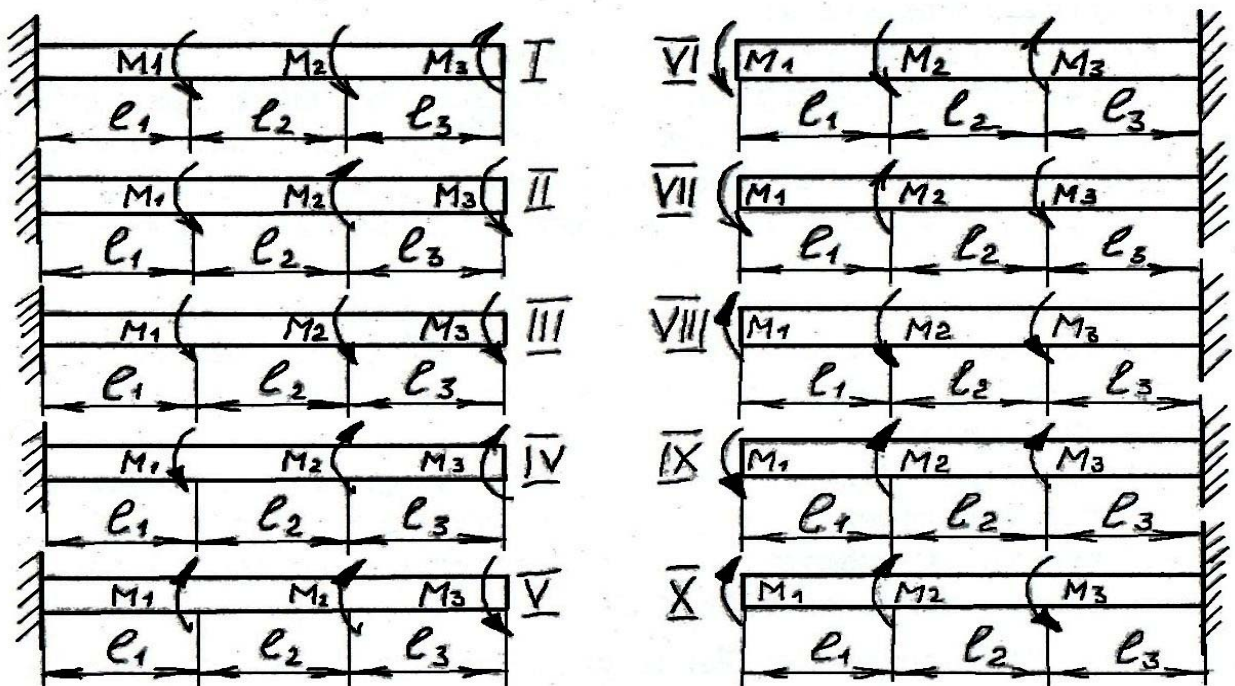 M1 M2 M3 I
ℓ1 ℓ2 ℓ3
M1 M2 M3 II
ℓ1 ℓ2 ℓ3
M1 M2 M3 III
ℓ1 ℓ2 ℓ3
M1 M2 M3 IV
ℓ1 ℓ2 ℓ3
M1 M2 M3 V
ℓ1 ℓ2 ℓ3
VI M1 M2 M3
ℓ1 ℓ2 ℓ3
VII M1 M2 M3
ℓ1 ℓ2 ℓ3
VIII M1 M2 M3
ℓ1 ℓ2 ℓ3
IX M1 M2 M3
ℓ1 ℓ2 ℓ3
X M1 M2 M3
ℓ1 ℓ2 ℓ3